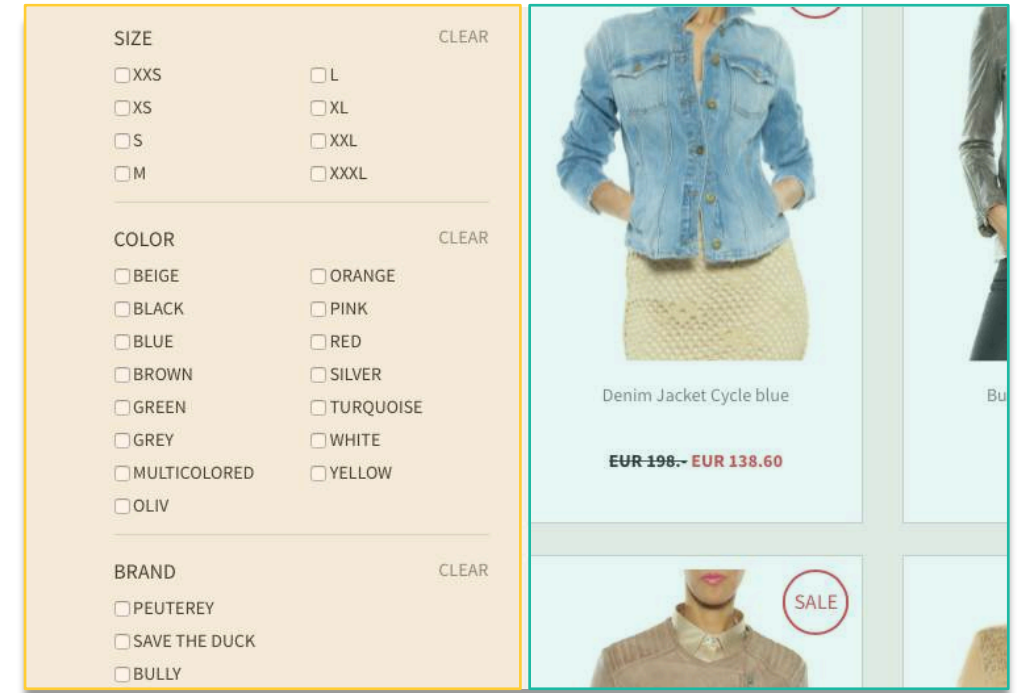 SIZE CLEAR
XXS L
XS XL
S XXL
M XXXL
COLOR CLEAR
BEIGE ORANGE
BLACK PINK
BLUE RED
BROWN SILVER
GREEN TURQUOISE
GREY WHITE
MULTICOLORED YELLOW
OLIV
BRAND CLEAR
PEUTEREY
SAVE THE DUCK
BULLY
Denim Jacket Cycle blue
EUR 198.- EUR 138.60
SALE
Bu